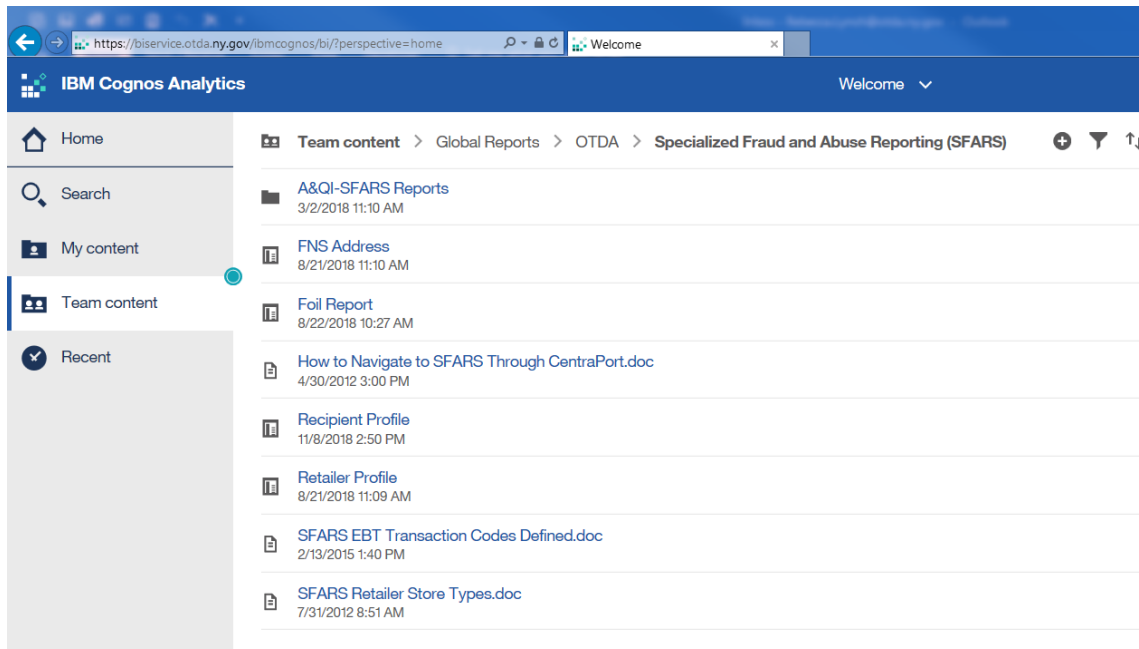 https://biservice.otda.ny.gov/ibmcognos/bi/?perspective=home
Welcome
IBM Cognos Analytics
Welcome
Home
Search
My content
Team content
Recent
Team content > Global Reports > OTDA > Specialized Fraud and Abuse Reporting (SFARS)
A&QI-SFARS Reports
3/2/2018 11:10 AM
FNS Address
8/21/2018 11:10 AM
Foil Report
8/22/2018 10:27 AM
How to Navigate to SFARS Through CentraPort.doc
4/30/2012 3:00 PM
Recipient Profile
11/8/2018 2:50 PM
Retailer Profile
8/21/2018 11:09 AM
SFARS EBT Transaction Codes Defined.doc
2/13/2015 1:40 PM
SFARS Retailer Store Types.doc
7/31/2012 8:51 AM